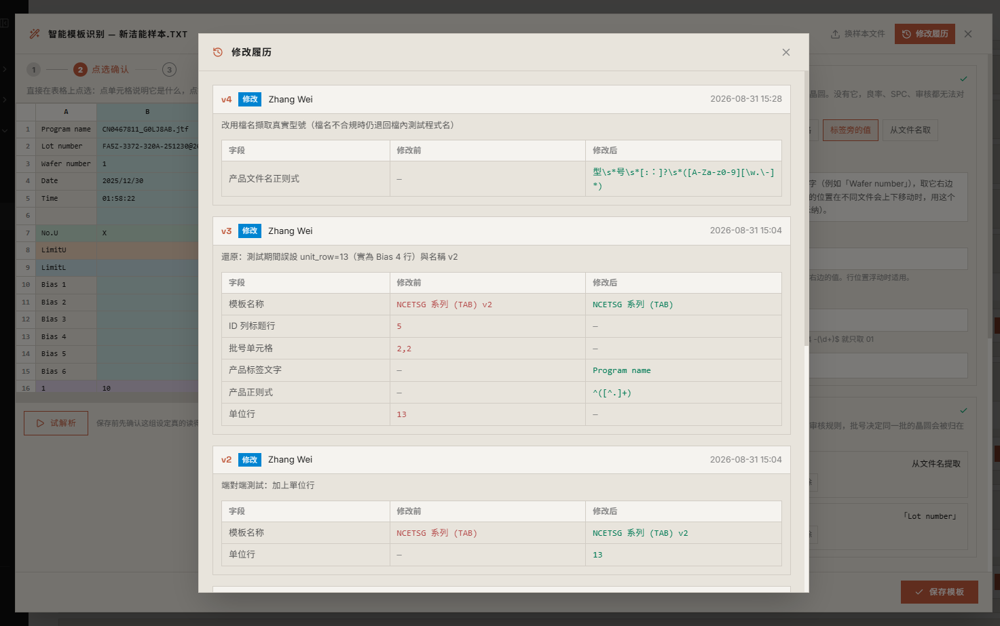 智能模板识别 — 新洁能样本.TXT
换样本文件
修改履历
1
2 点选确认
3
直接在表格上点选：点单元格说明它是什么，点
A B
1 Program name CN0467811_G0LJ8AB.jtf
2 Lot number FA5Z-3372-320A-251230@20
3 Wafer number 1
4 Date 2025/12/30
5 Time 01:58:22
6
7 No.U X
8 LimitU
9 LimitL
10 Bias 1
11 Bias 2
12 Bias 3
13 Bias 4
14 Bias 5
15 Bias 6
16 1 10
试解析
保存前先确认这组设定真的读得
修改履历
v4 修改 Zhang Wei 2026-08-31 15:28
改用檔名擷取真實型號（檔名不合規時仍退回檔內測試程式名）
字段 修改前 修改后
产品文件名正则式 — 型\s*号\s*[:：]?\s*([A-Za-z0-9][\w.\-]
*)
v3 修改 Zhang Wei 2026-08-31 15:04
還原：測試期間誤設 unit_row=13（實為 Bias 4 行）與名稱 v2
字段 修改前 修改后
模板名称 NCETSG 系列 (TAB) v2 NCETSG 系列 (TAB)
ID 列标题行 5 —
批号单元格 2,2 —
产品标签文字 — Program name
产品正则式 — ^([^.]+)
单位行 13 —
v2 修改 Zhang Wei 2026-08-31 15:04
端對端測試：加上單位行
字段 修改前 修改后
模板名称 NCETSG 系列 (TAB) NCETSG 系列 (TAB) v2
单位行 — 13
晶圆。没有它，良率、SPC、审核都无法对
标签旁的值
从文件名取
字（例如「Wafer number」），取它右边
的位置在不同文件会上下移动时，用这个
纳）。
右边的值。行位置浮动时适用。
-(\d+)$ 就只取 01
审核规则，批号决定同一批的晶圆会被归在
从文件名提取
「Lot number」
保存模板